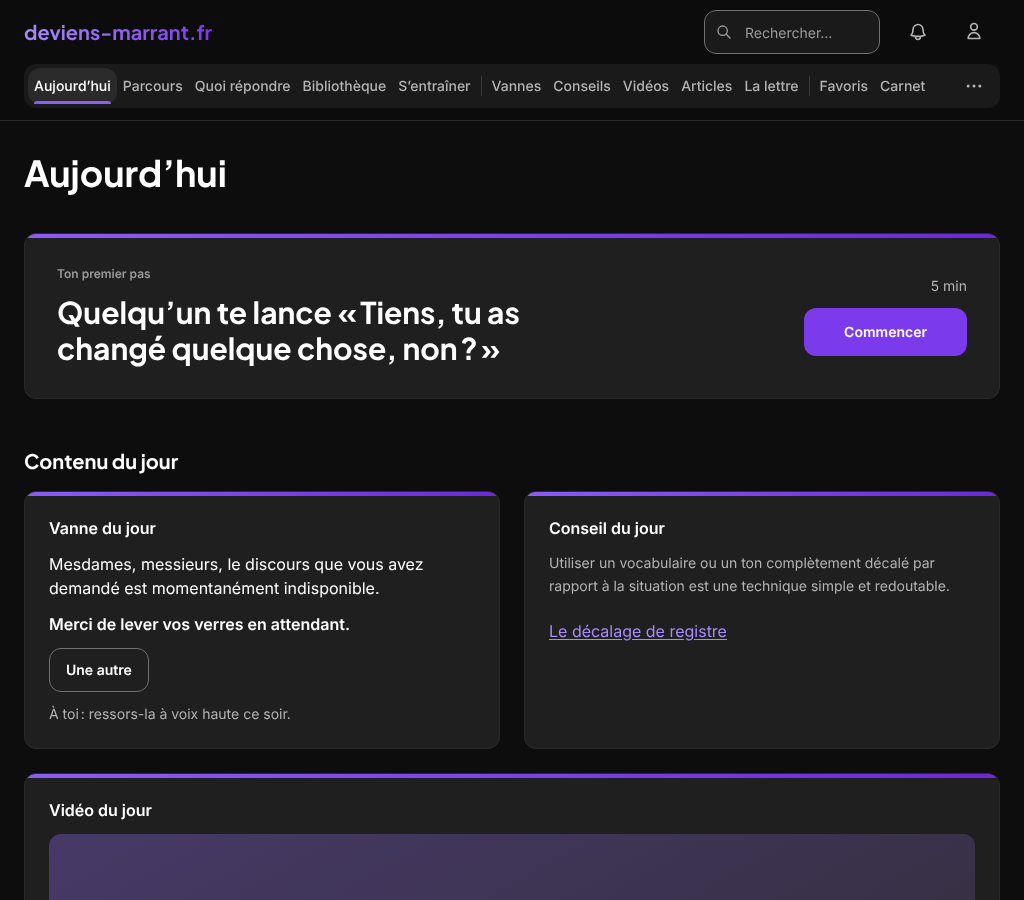 deviens-marrant.fr
Rechercher...
Aujourd’hui Parcours Quoi répondre Bibliothèque S’entraîner Vannes Conseils Vidéos Articles La lettre Favoris Carnet
Aujourd’hui
Ton premier pas
Quelqu’un te lance « Tiens, tu as
changé quelque chose, non ? »
5 min
Commencer
Contenu du jour
Vanne du jour
Mesdames, messieurs, le discours que vous avez
demandé est momentanément indisponible.
Merci de lever vos verres en attendant.
Une autre
À toi : ressors-la à voix haute ce soir.
Conseil du jour
Utiliser un vocabulaire ou un ton complètement décalé par
rapport à la situation est une technique simple et redoutable.
Le décalage de registre
Vidéo du jour